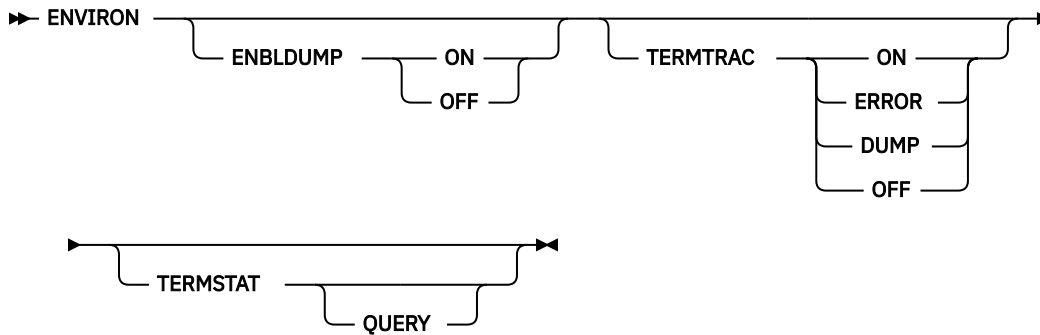 ENVIRON
ENBLDUMP ON TERMTRAC ON
OFF ERROR
DUMP
OFF
TERMSTAT
QUERY